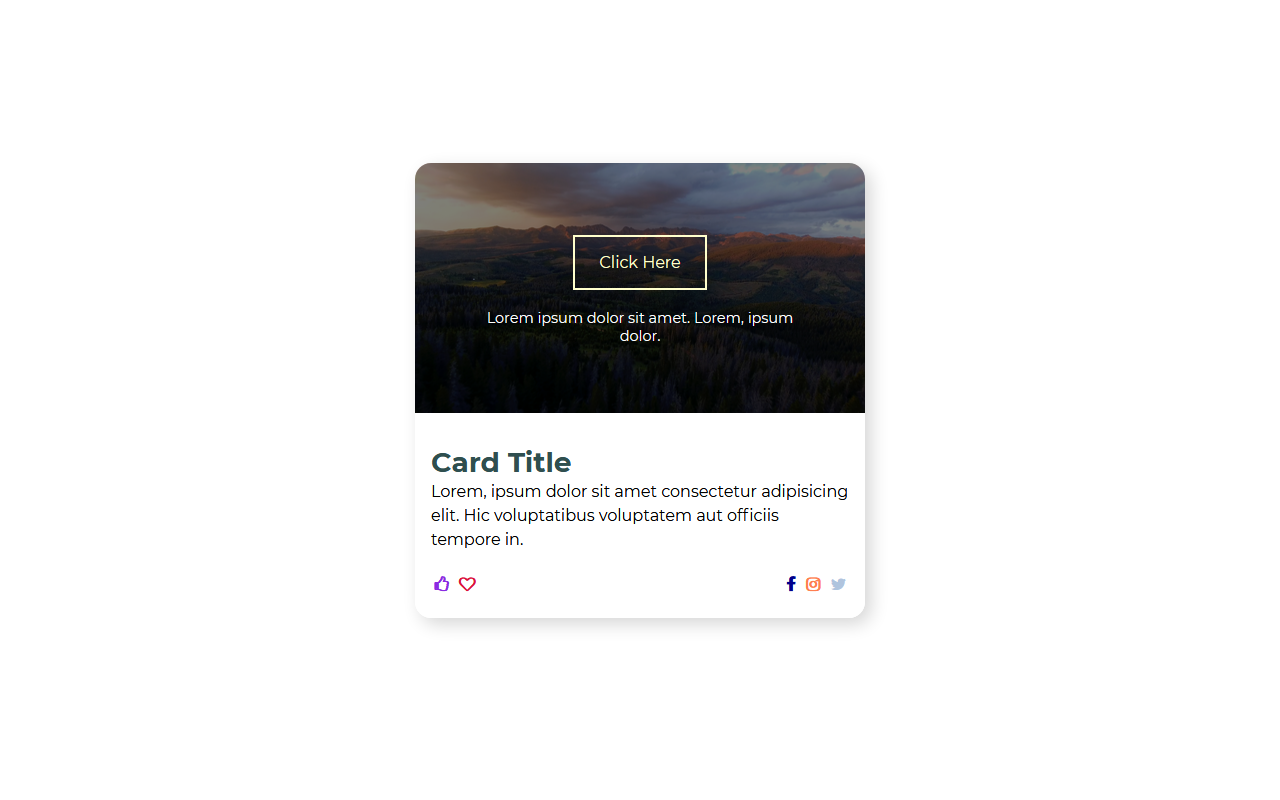 Click Here
Lorem ipsum dolor sit amet. Lorem, ipsum
dolor.
Card Title
Lorem, ipsum dolor sit amet consectetur adipisicing
elit. Hic voluptatibus voluptatem aut officiis
tempore in.